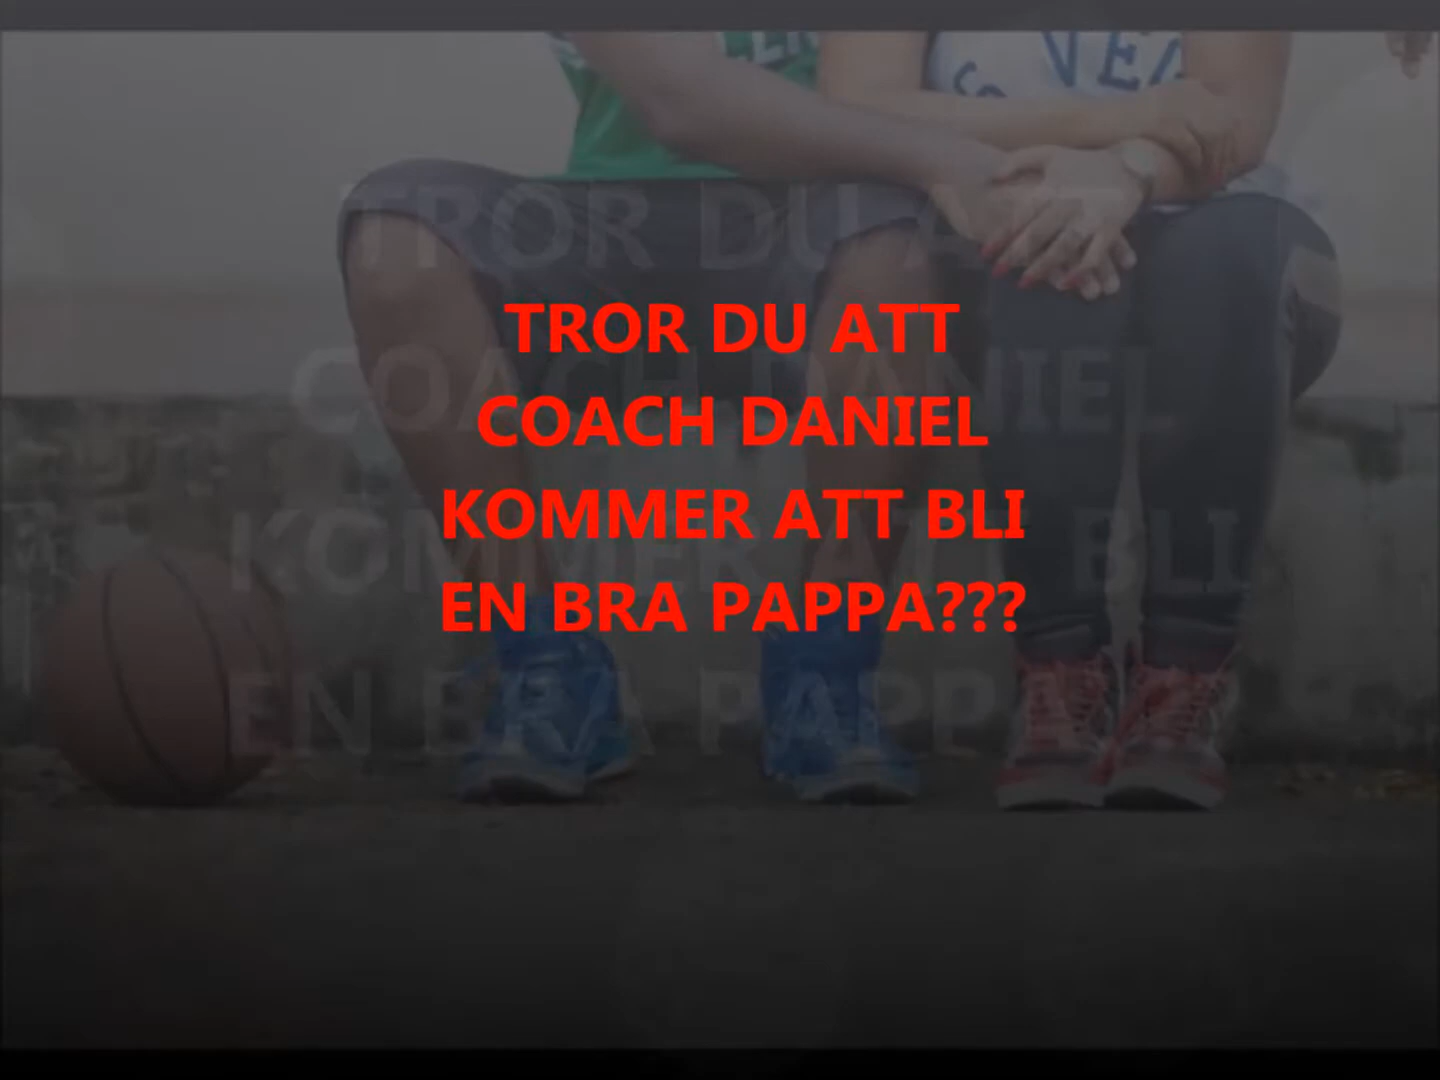 TROR DU ATT
COACH DANIEL
KOMMER ATT BLI
EN BRA PAPPA???